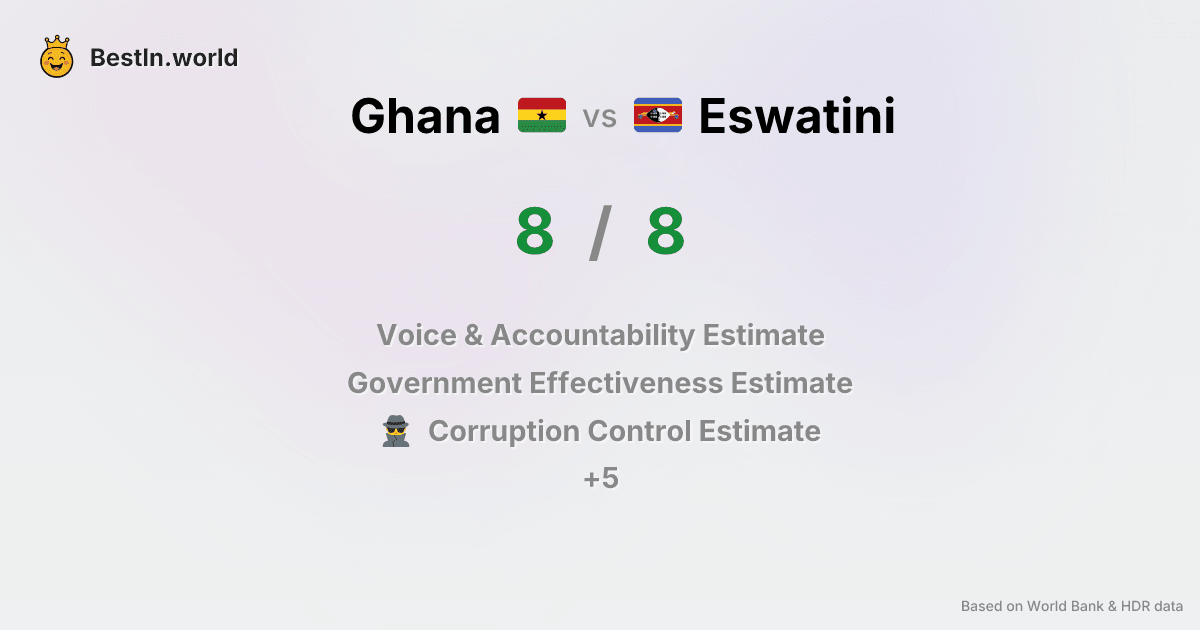 BestIn.world
Ghana vs Eswatini
8 / 8
Voice & Accountability Estimate
Government Effectiveness Estimate
Corruption Control Estimate
+5
Based on World Bank & HDR data